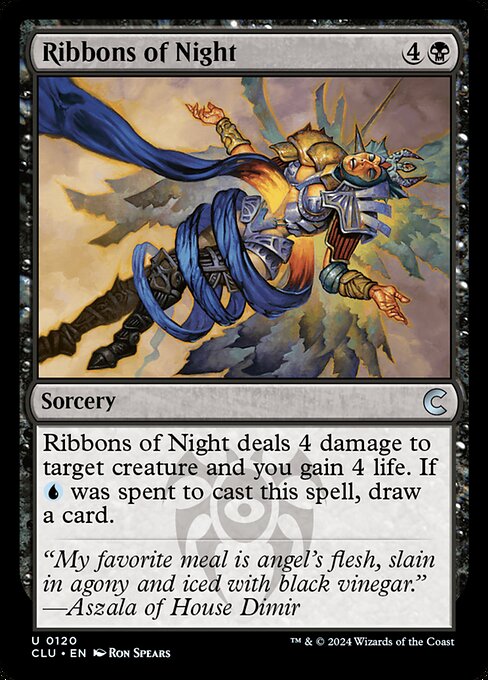 Ribbons of Night 4
Sorcery
Ribbons of Night deals 4 damage to
target creature and you gain 4 life. If
was spent to cast this spell, draw
a card.
“My favorite meal is angel’s flesh, slain
in agony and iced with black vinegar.”
—Aszala of House Dimir
U 0120
CLU • EN Ron Spears
™ & © 2024 Wizards of the Coast